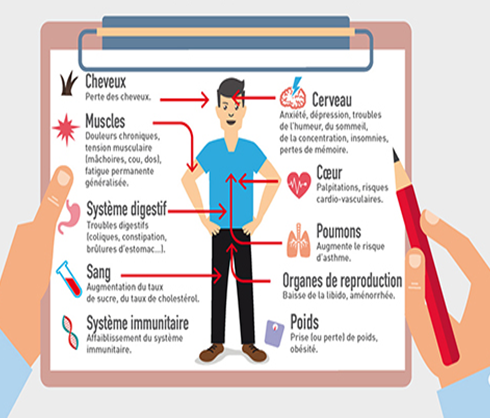 Cheveux
Perte des cheveux.
Muscles
Douleurs chroniques,
tension musculaire
(mâchoires, cou, dos),
fatigue permanente
généralisée.
Système digestif
Troubles digestifs
(coliques, constipation,
brûlures d'estomac...).
Sang
Augmentation du taux
de sucre, du taux de cholestérol.
Système immunitaire
Affaiblissement du système
immunitaire.
Cerveau
Anxiété, dépression, troubles
de l'humeur, du sommeil,
de la concentration, insomnies,
pertes de mémoire.
Cœur
Palpitations, risques
cardio-vasculaires.
Poumons
Augmente le risque
d'asthme.
Organes de reproduction
Baisse de la libido, aménorrhée.
Poids
Prise (ou perte) de poids,
obésité.